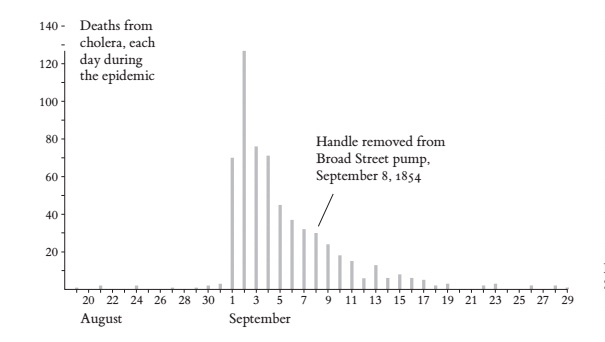 140
Deaths from
cholera, each
day during
the epidemic
120
100
80
60
40
20
Handle removed from
Broad Street pump,
September 8, 1854
20 22 24 26 28 30 1 3 5 7 9 11 13 15 17 19 21 23 25 27 29
August September